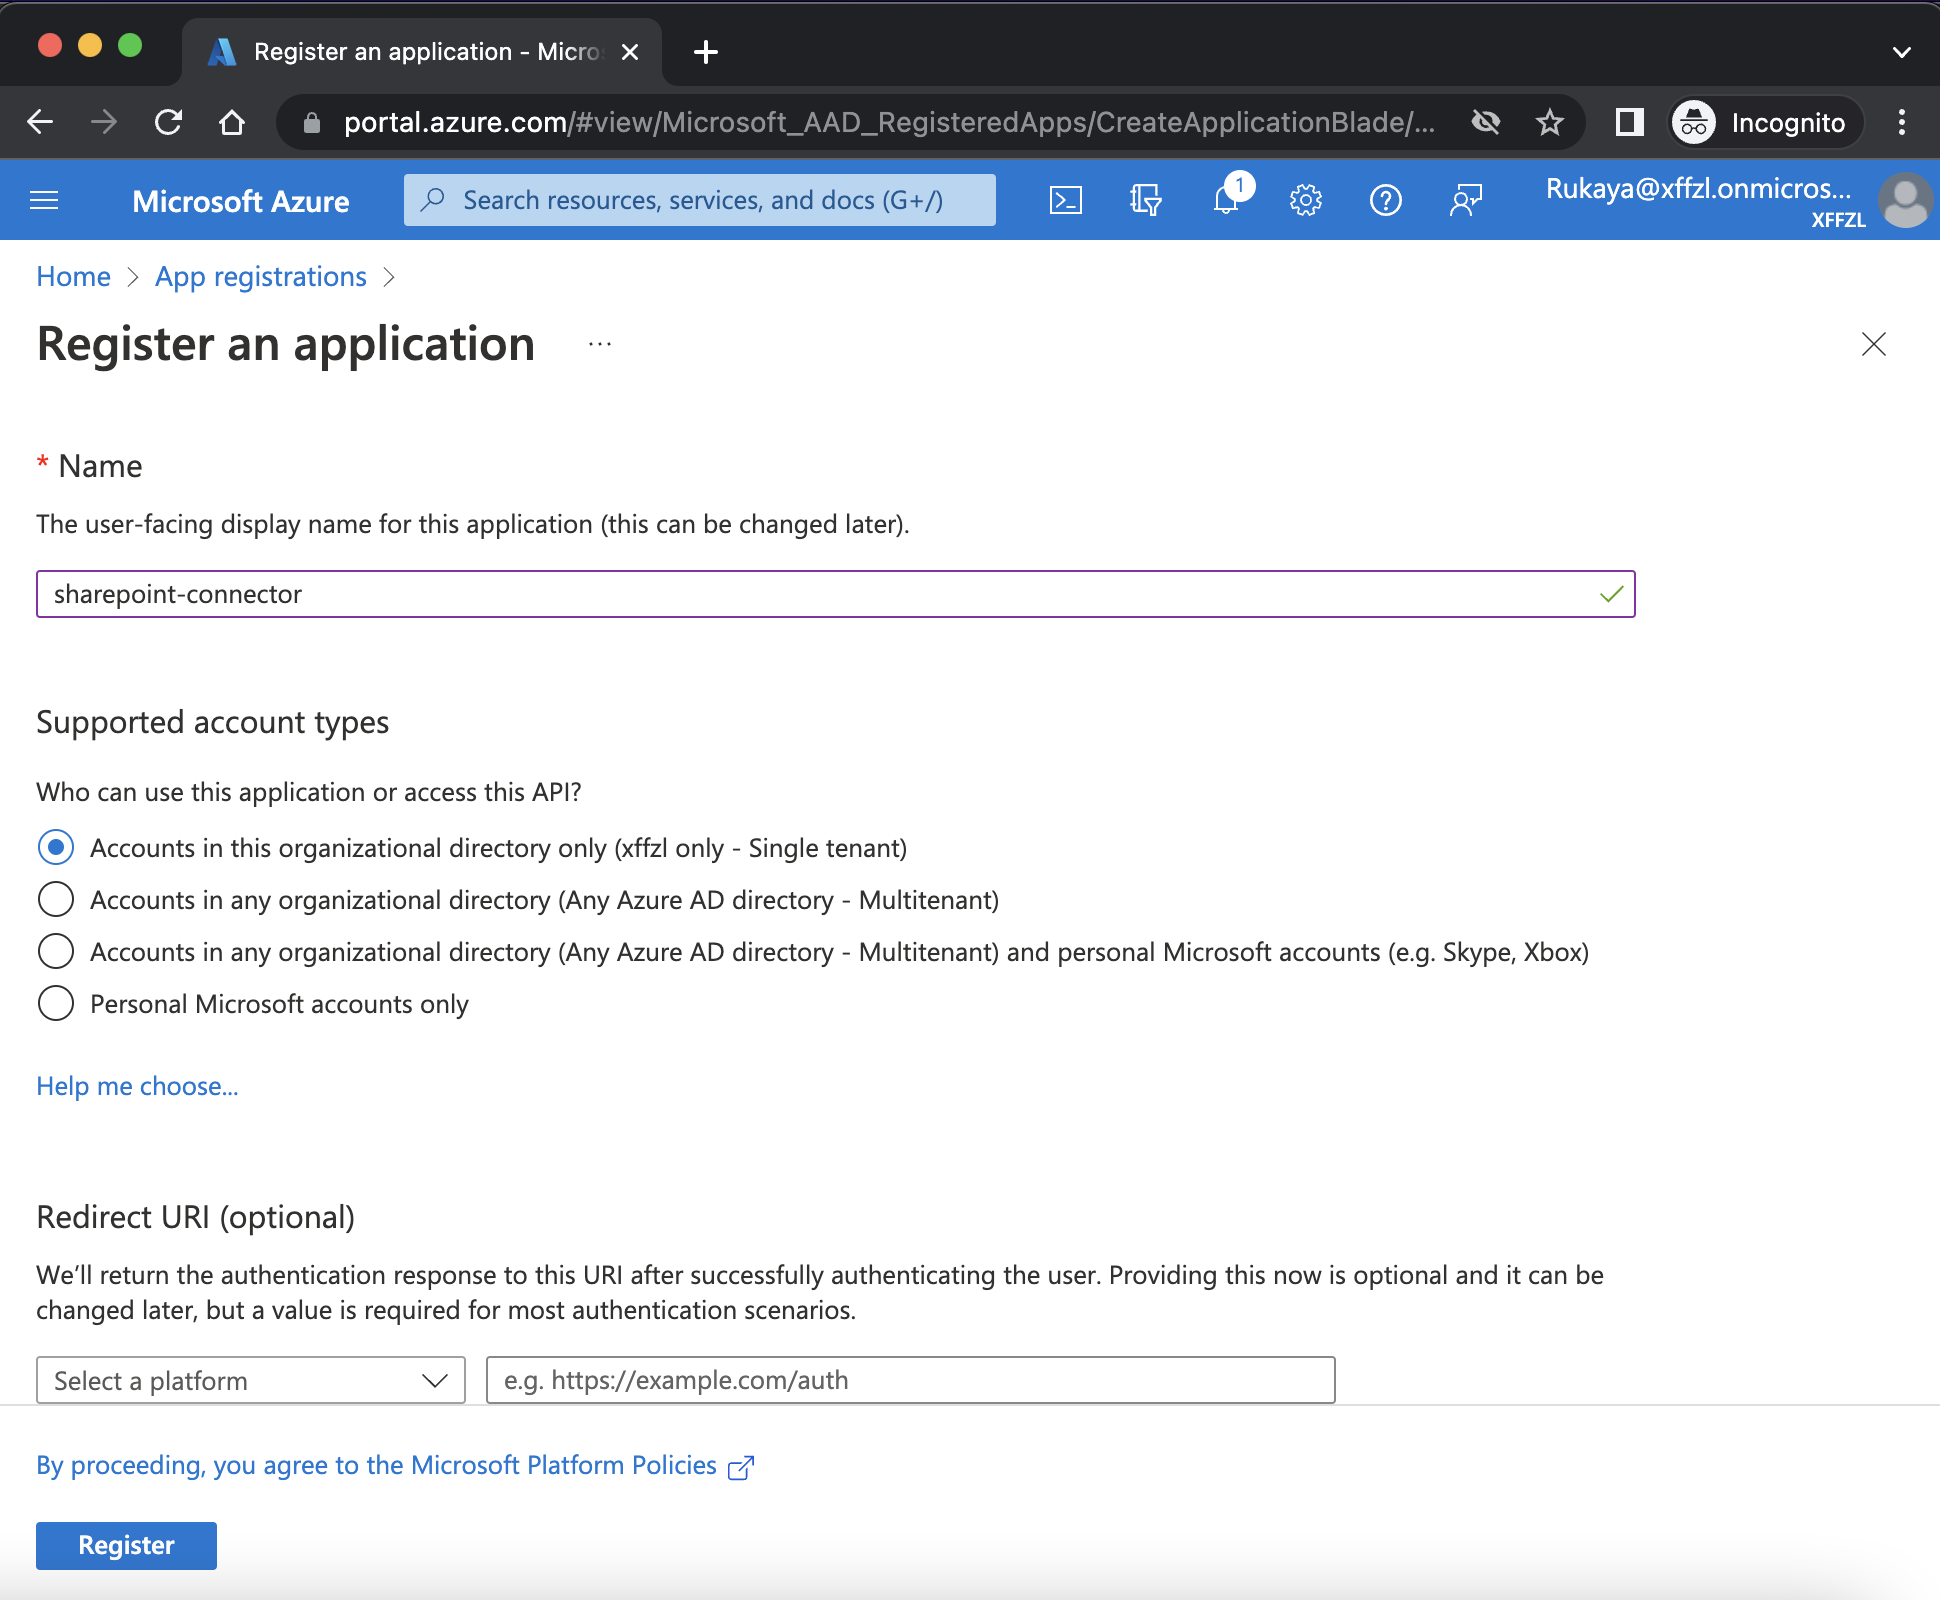 Register an application - Micro
portal.azure.com/#view/Microsoft_AAD_RegisteredApps/CreateApplicationBlade/...
Incognito
Microsoft Azure
Search resources, services, and docs (G+/)
1
Rukaya@xffzl.onmicros...
XFFZL
Home > App registrations >
Register an application ...
* Name
The user-facing display name for this application (this can be changed later).
sharepoint-connector
Supported account types
Who can use this application or access this API?
Accounts in this organizational directory only (xffzl only - Single tenant)
Accounts in any organizational directory (Any Azure AD directory - Multitenant)
Accounts in any organizational directory (Any Azure AD directory - Multitenant) and personal Microsoft accounts (e.g. Skype, Xbox)
Personal Microsoft accounts only
Help me choose...
Redirect URI (optional)
We'll return the authentication response to this URI after successfully authenticating the user. Providing this now is optional and it can be
changed later, but a value is required for most authentication scenarios.
Select a platform
e.g. https://example.com/auth
By proceeding, you agree to the Microsoft Platform Policies
Register